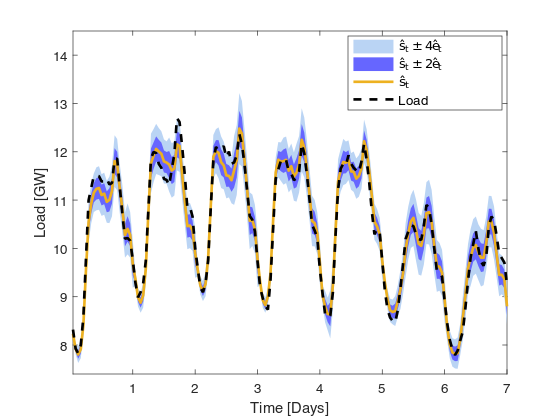 ŝt ± 4êt
ŝt ± 2êt
ŝt
Load
14
13
12
11
10
9
8
Load [GW]
1 2 3 4 5 6 7
Time [Days]